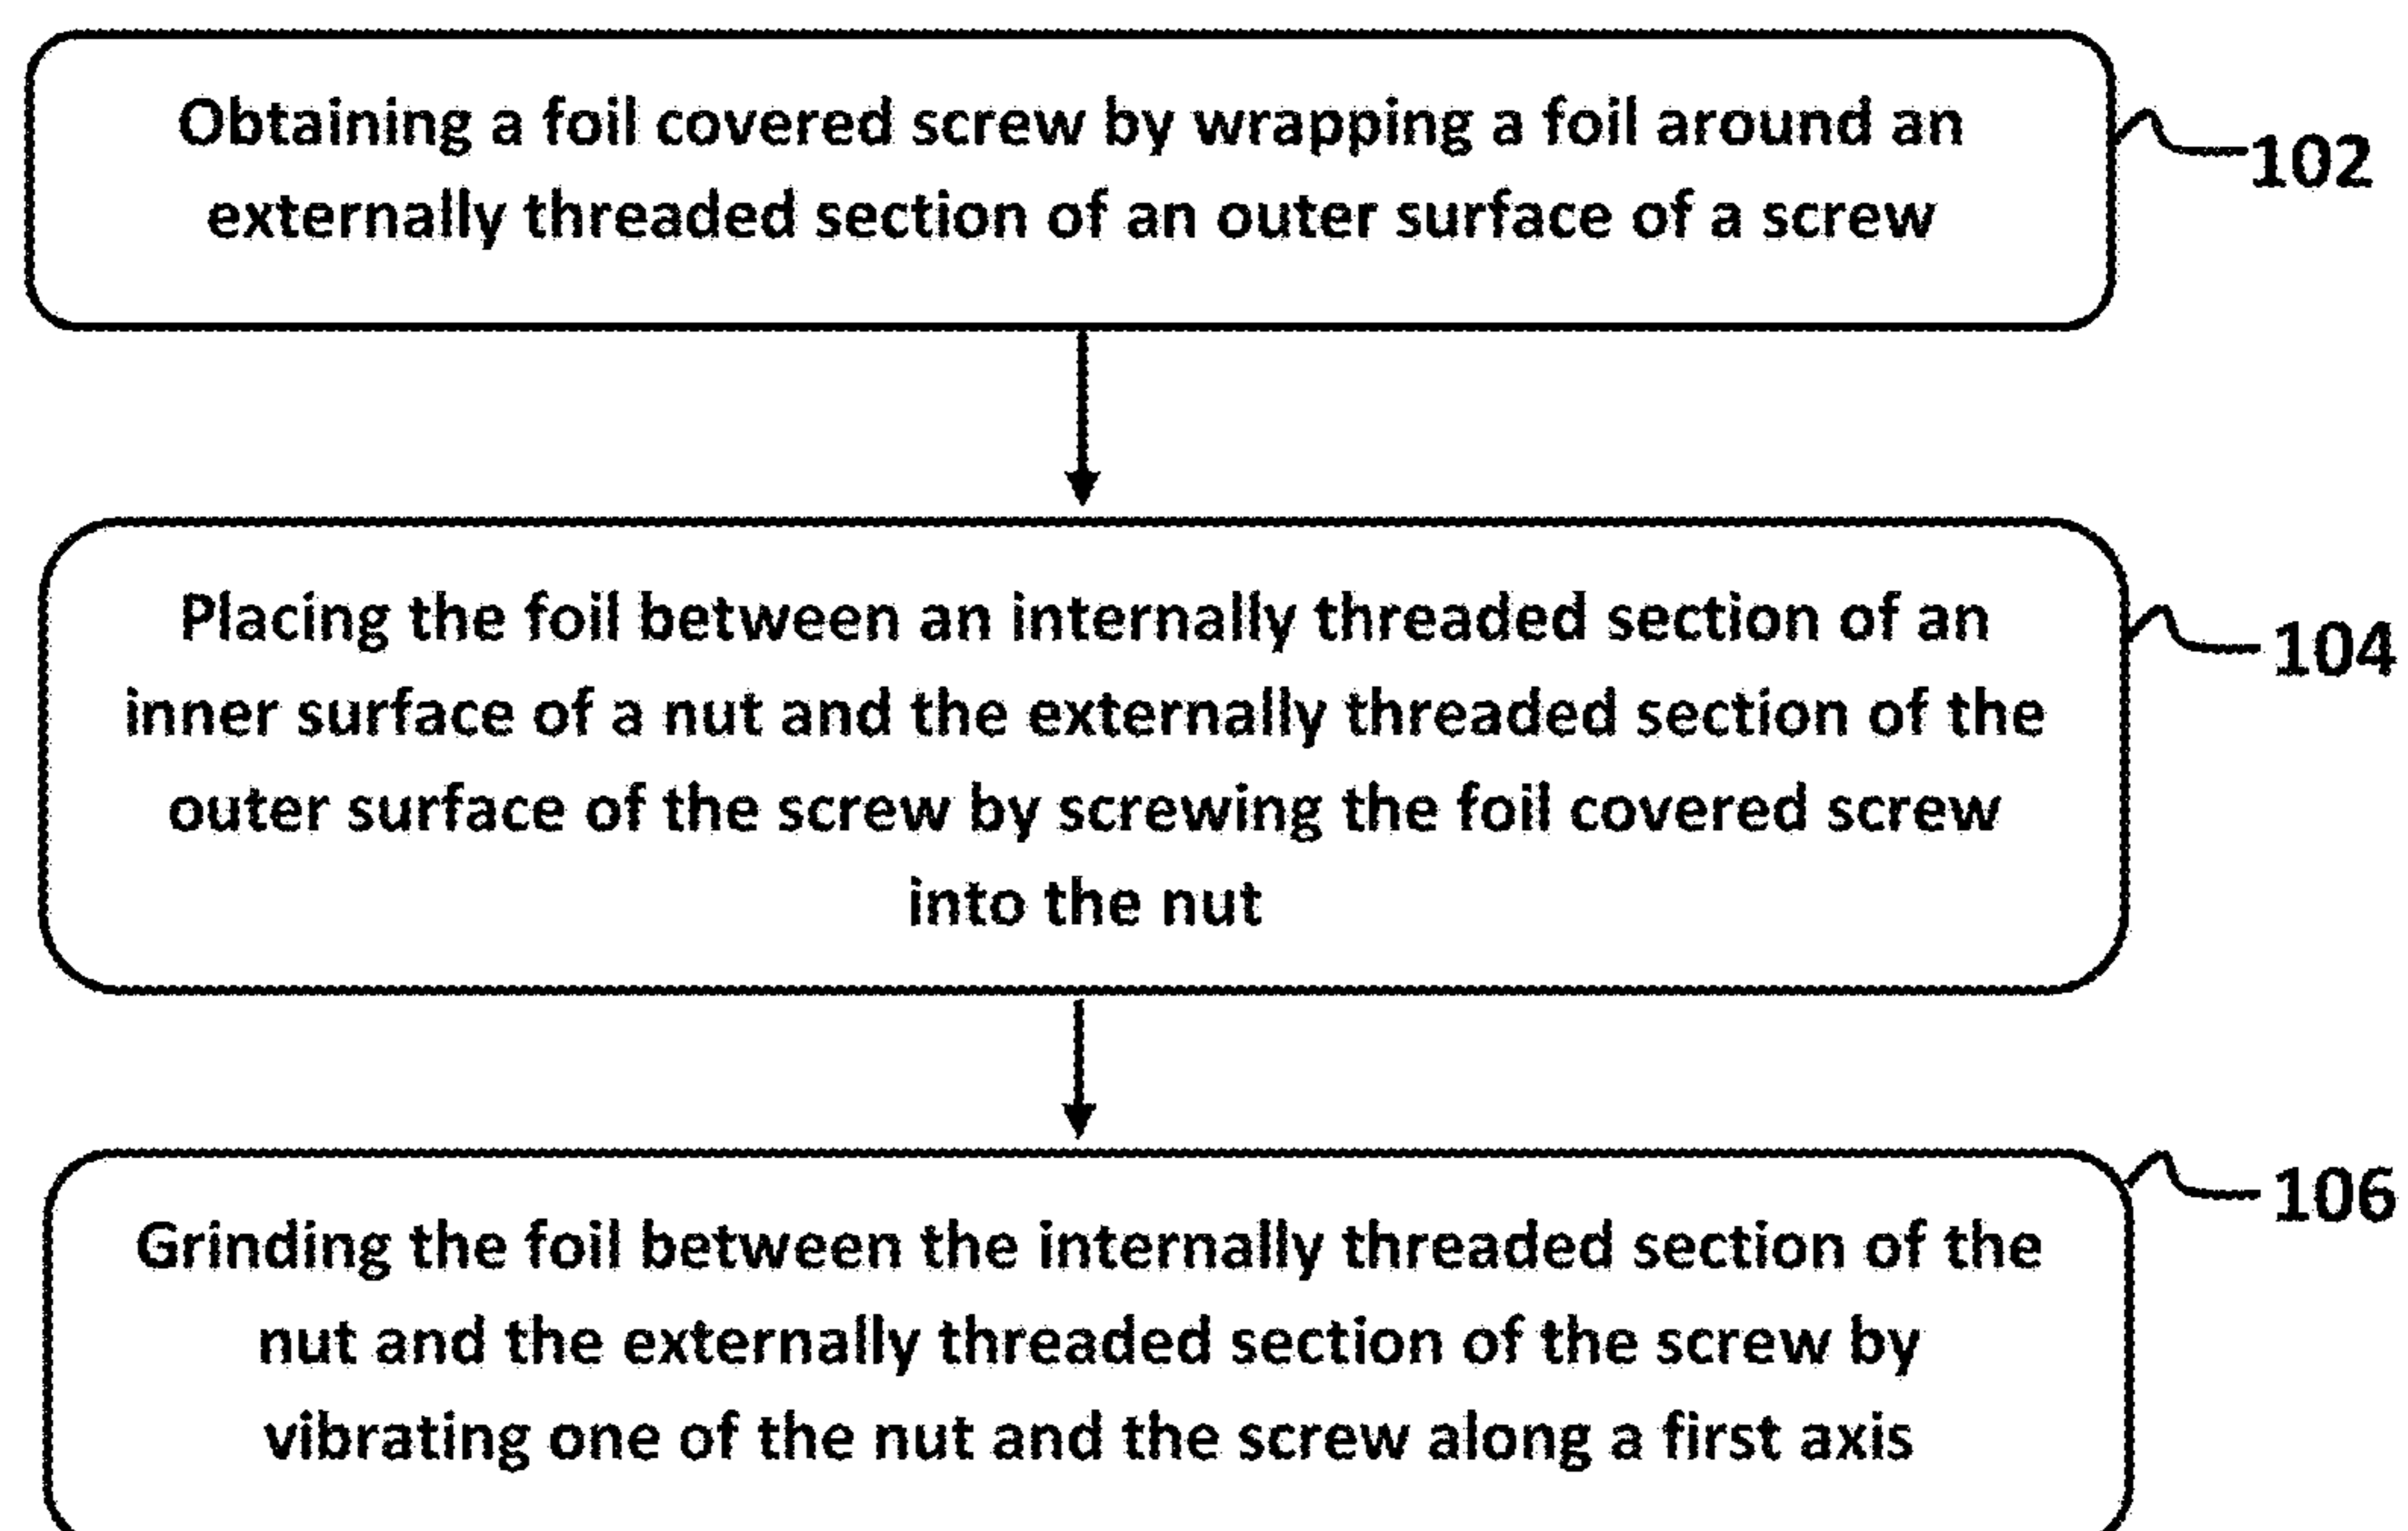 Obtaining a foil covered screw by wrapping a foil around an
externally threaded section of an outer surface of a screw
102
Placing the foil between an internally threaded section of an
inner surface of a nut and the externally threaded section of the
outer surface of the screw by screwing the foil covered screw
into the nut
104
Grinding the foil between the internally threaded section of the
nut and the externally threaded section of the screw by
vibrating one of the nut and the screw along a first axis
106